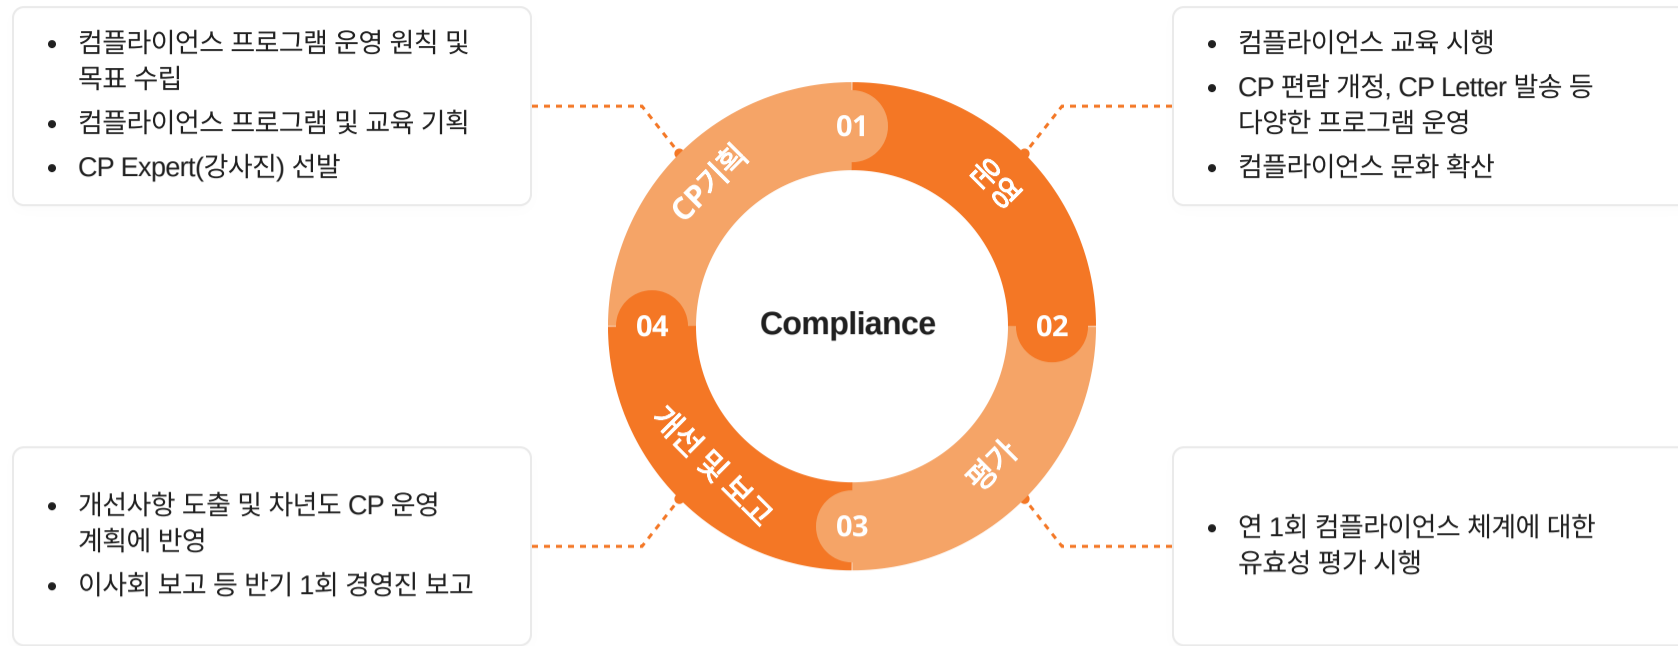 컴플라이언스 프로그램 운영 원칙 및
목표 수립
컴플라이언스 프로그램 및 교육 기획
CP Expert(강사진) 선발
컴플라이언스 교육 시행
CP 편람 개정, CP Letter 발송 등
다양한 프로그램 운영
컴플라이언스 문화 확산
01
CP기획
운영
02
Compliance
04
개선 및 보고
평가
03
개선사항 도출 및 차년도 CP 운영
계획에 반영
이사회 보고 등 반기 1회 경영진 보고
연 1회 컴플라이언스 체계에 대한
유효성 평가 시행